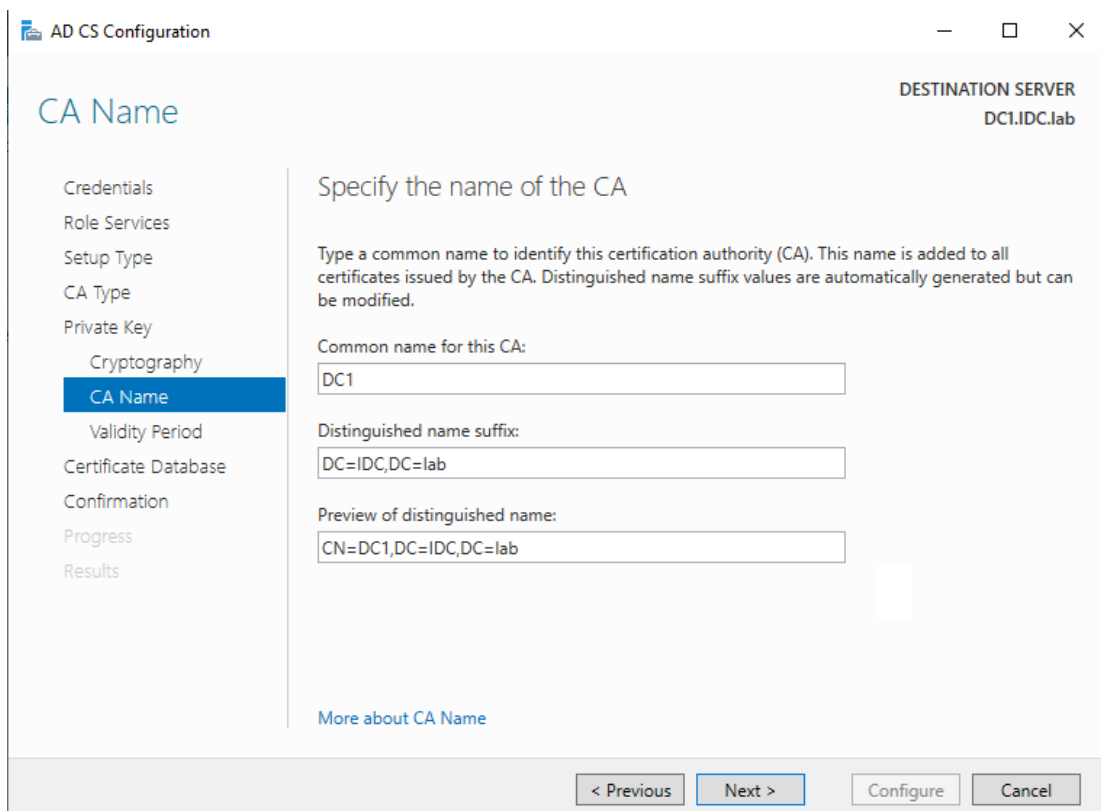 AD CS Configuration
CA Name
DESTINATION SERVER
DC1.IDC.lab
Credentials
Role Services
Setup Type
CA Type
Private Key
Cryptography
CA Name
Validity Period
Certificate Database
Confirmation
Progress
Results
Specify the name of the CA
Type a common name to identify this certification authority (CA). This name is added to all
certificates issued by the CA. Distinguished name suffix values are automatically generated but can
be modified.
Common name for this CA:
DC1
Distinguished name suffix:
DC=IDC,DC=lab
Preview of distinguished name:
CN=DC1,DC=IDC,DC=lab
More about CA Name
< Previous
Next >
Configure
Cancel